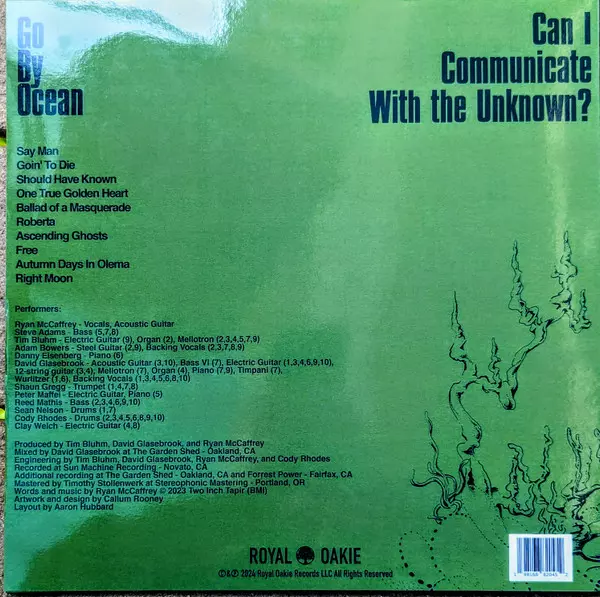 Go
By
Ocean
Can I
Communicate
With the Unknown?
Say Man
Goin' To Die
Should Have Known
One True Golden Heart
Ballad of a Masquerade
Roberta
Ascending Ghosts
Free
Autumn Days In Olema
Right Moon
Performers:
Ryan McCaffrey - Vocals, Acoustic Guitar
Steve Adams - Bass (5,7,8)
Tim Bluhm - Electric Guitar (9), Organ (2), Mellotron (2,3,4,5,7,9)
Adam Bowers - Steel Guitar (2,9), Backing Vocals (2,3,7,8,9)
Danny Eisenberg - Piano (6)
David Glasebrook - Acoustic Guitar (3,10), Bass VI (7), Electric Guitar (1,3,4,6,9,10),
12-string guitar (3,4), Mellotron (7), Organ (4), Piano (7,9), Timpani (7),
Wurlitzer (1,6), Backing Vocals (1,3,4,5,6,8,10)
Shaun Gregg - Trumpet (1,4,7,8)
Peter Maffei - Electric Guitar, Piano (5)
Reed Mathis - Bass (2,3,4,6,9,10)
Sean Nelson - Drums (1,7)
Cody Rhodes - Drums (2,3,4,5,6,8,9,10)
Clay Welch - Electric Guitar (4,8)
Produced by Tim Bluhm, David Glasebrook, and Ryan McCaffrey
Mixed by David Glasebrook at The Garden Shed - Oakland, CA
Engineering by Tim Bluhm, David Glasebrook, Ryan McCaffrey, and Cody Rhodes
Recorded at Sun Machine Recording - Novato, CA
Additional recording at The Garden Shed - Oakland, CA and Forrest Power - Fairfax, CA
Mastered by Timothy Stollenwerk at Stereophonic Mastering - Portland, OR
Words and music by Ryan McCaffrey © 2023 Two Inch Tapir (BMI)
Artwork and design by Callum Rooney
Layout by Aaron Hubbard
ROYAL OAKIE
©&℗ 2024 Royal Oakie Records LLC All Rights Reserved